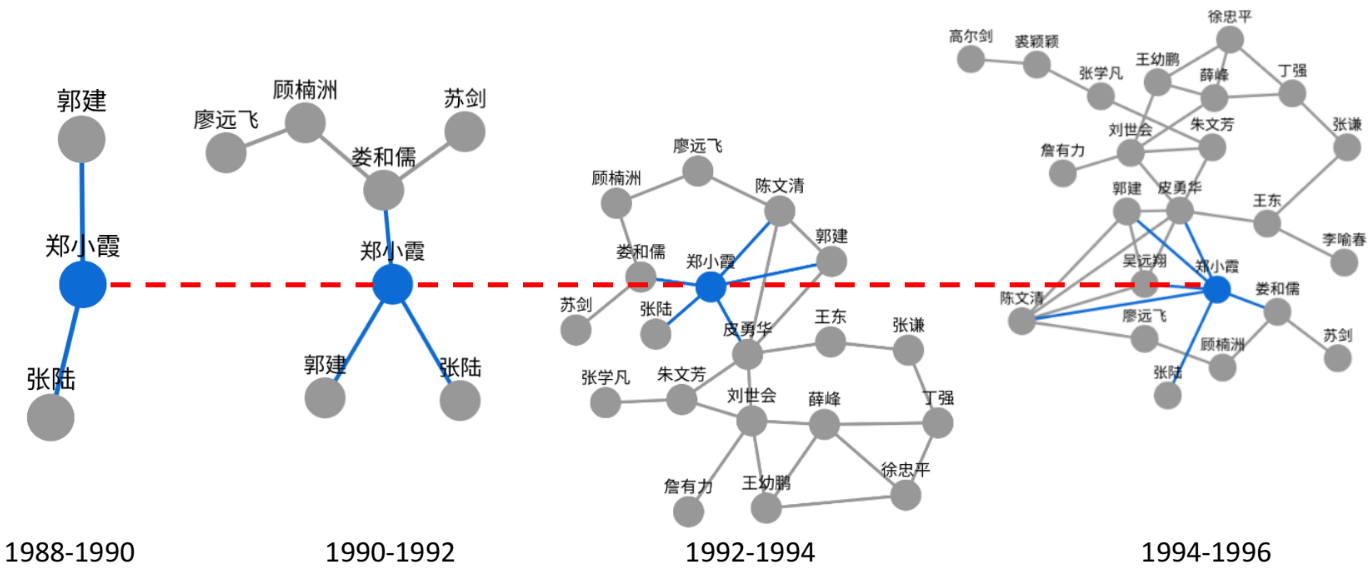 郭建
郑小霞
张陆
1988-1990
廖远飞
顾楠洲
苏剑
娄和儒
郑小霞
郭建
张陆
1990-1992
廖远飞
顾楠洲
陈文清
郭建
娄和儒
郑小霞
苏剑
张陆
皮勇华
王东
张谦
张学凡
朱文芳
刘世会
薛峰
丁强
詹有力
王幼鹏
徐忠平
1992-1994
徐忠平
高尔剑
裘颖颖
张学凡
王幼鹏
薛峰
丁强
刘世会
朱文芳
张谦
詹有力
郭建
皮勇华
王东
李喻春
吴远翔
郑小霞
陈文清
娄和儒
廖远飞
顾楠洲
苏剑
张陆
1994-1996